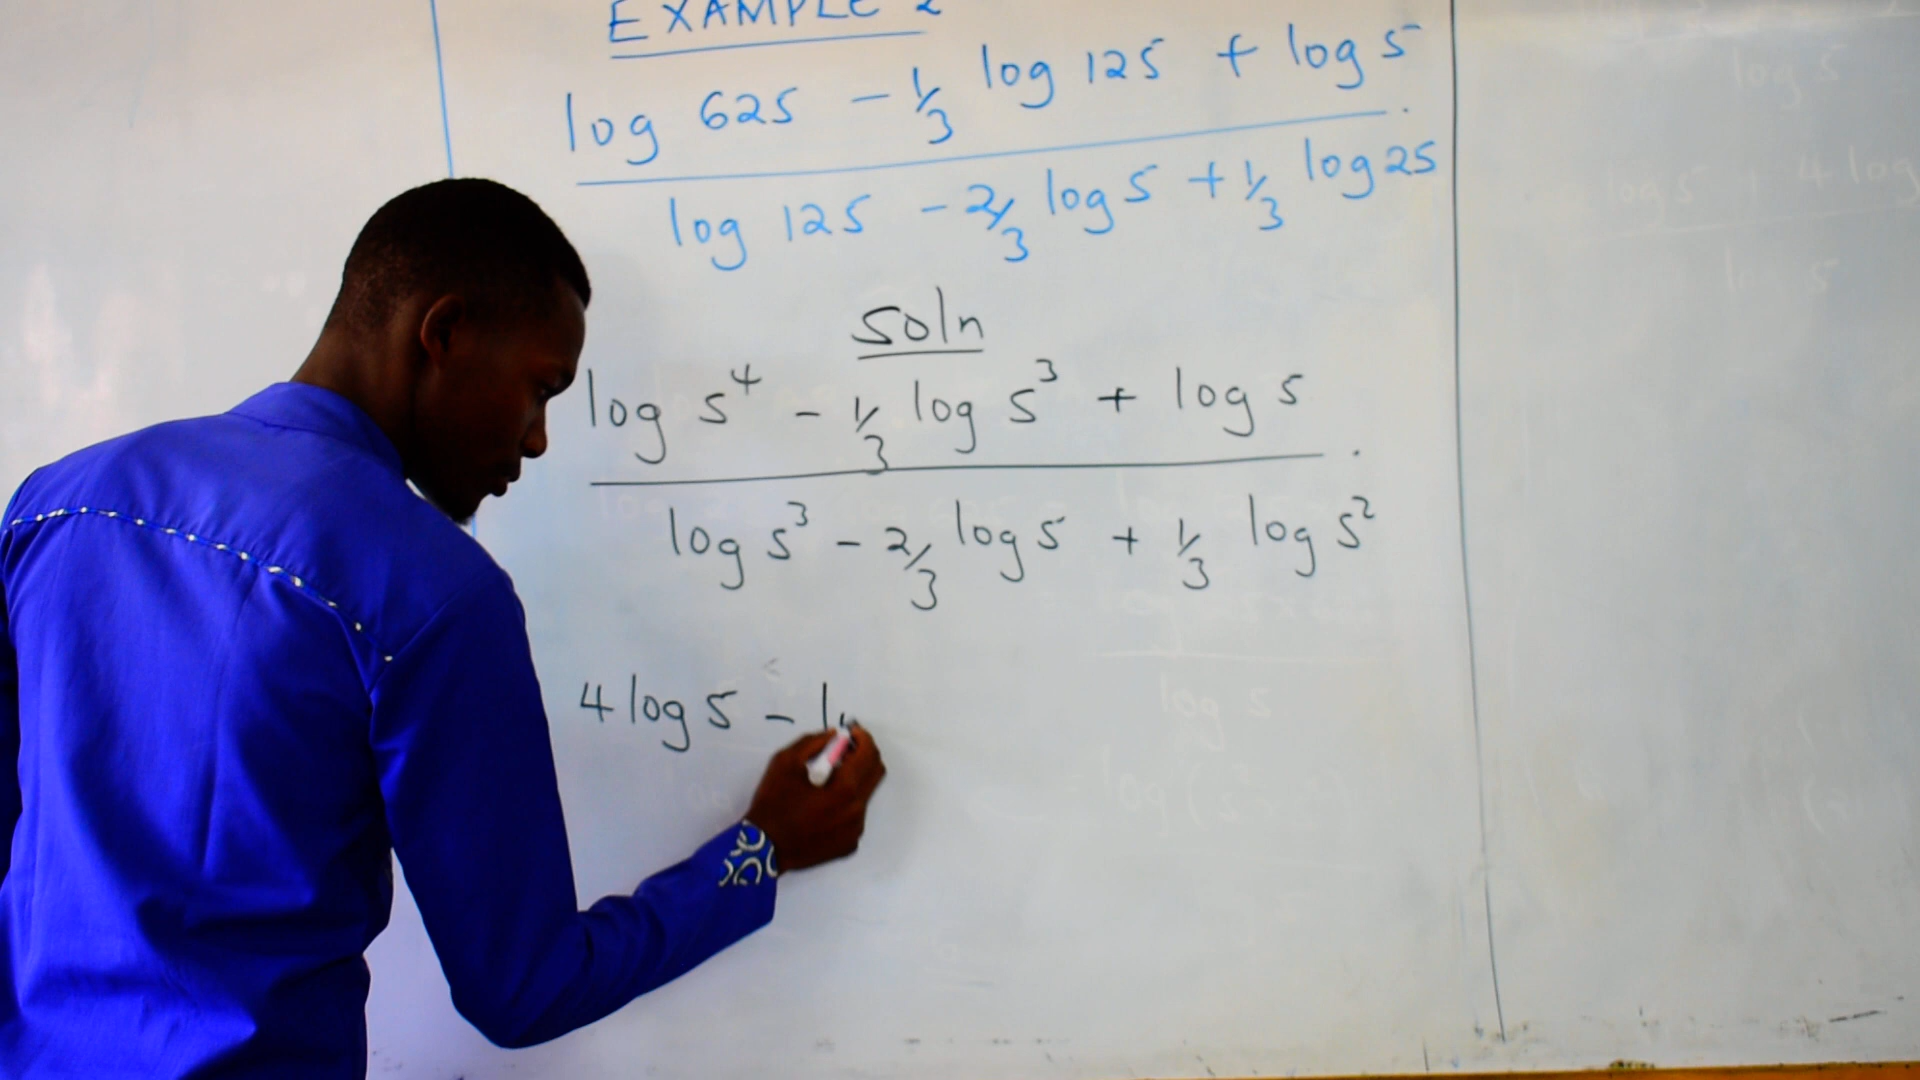 EXAMPLE 2
log 625 - 1/3 log 125 + log 5
log 125 - 2/3 log 5 + 1/3 log 25
Soln
log 5⁴ - 1/3 log 5³ + log 5
log 5³ - 2/3 log 5 + 1/3 log 5²
4 log 5 -